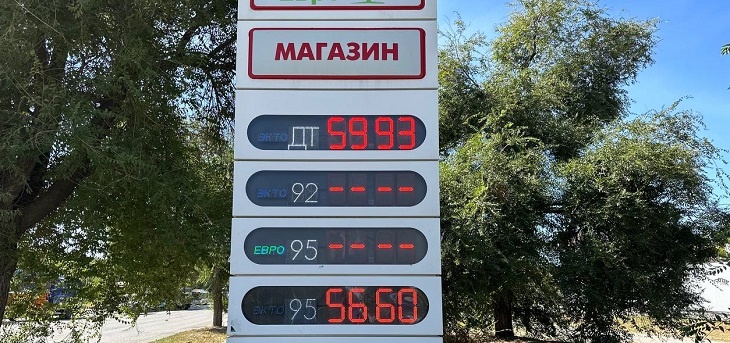 МАГАЗИН
ЭКТО ДТ 59.93
ЭКТО 92 --.--
ЕВРО 95 --.--
ЭКТО 95 56.60